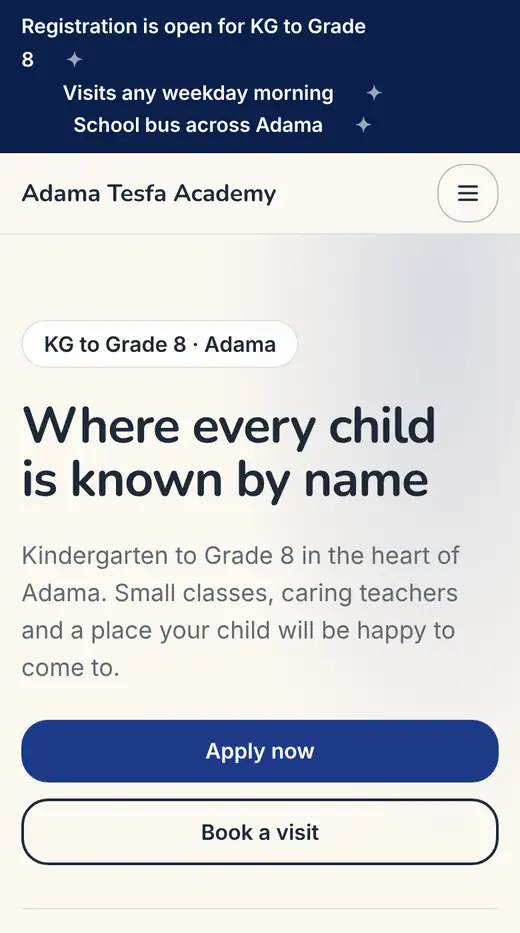 Registration is open for KG to Grade
8 ✦
Visits any weekday morning ✦
School bus across Adama ✦
Adama Tesfa Academy
KG to Grade 8 · Adama
Where every child
is known by name
Kindergarten to Grade 8 in the heart of
Adama. Small classes, caring teachers
and a place your child will be happy to
come to.
Apply now
Book a visit